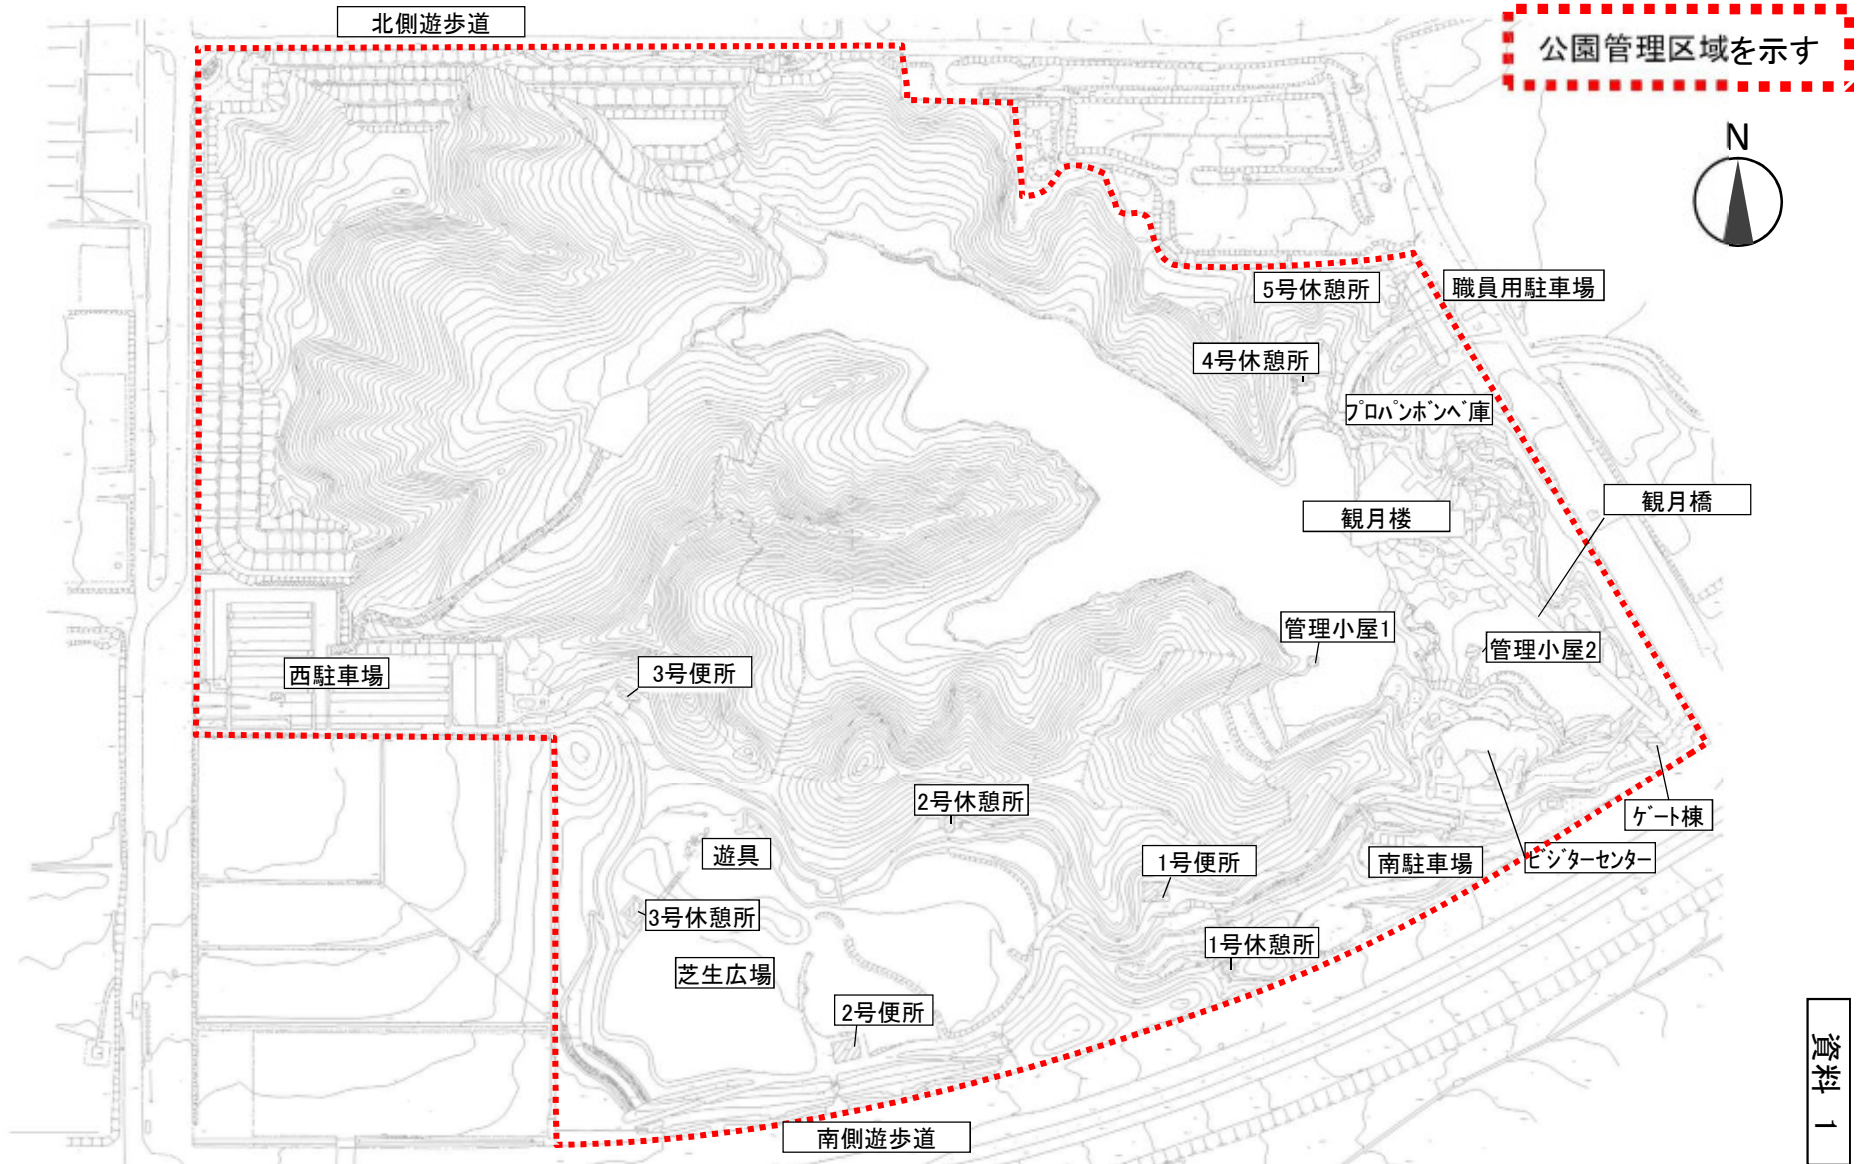 北側遊歩道
公園管理区域を示す
N
5号休憩所
職員用駐車場
4号休憩所
プロパンボンベ庫
観月楼
観月橋
管理小屋1
管理小屋2
西駐車場
3号便所
2号休憩所
ゲート棟
遊具
1号便所
南駐車場
ビジターセンター
3号休憩所
1号休憩所
芝生広場
2号便所
南側遊歩道
資料 1